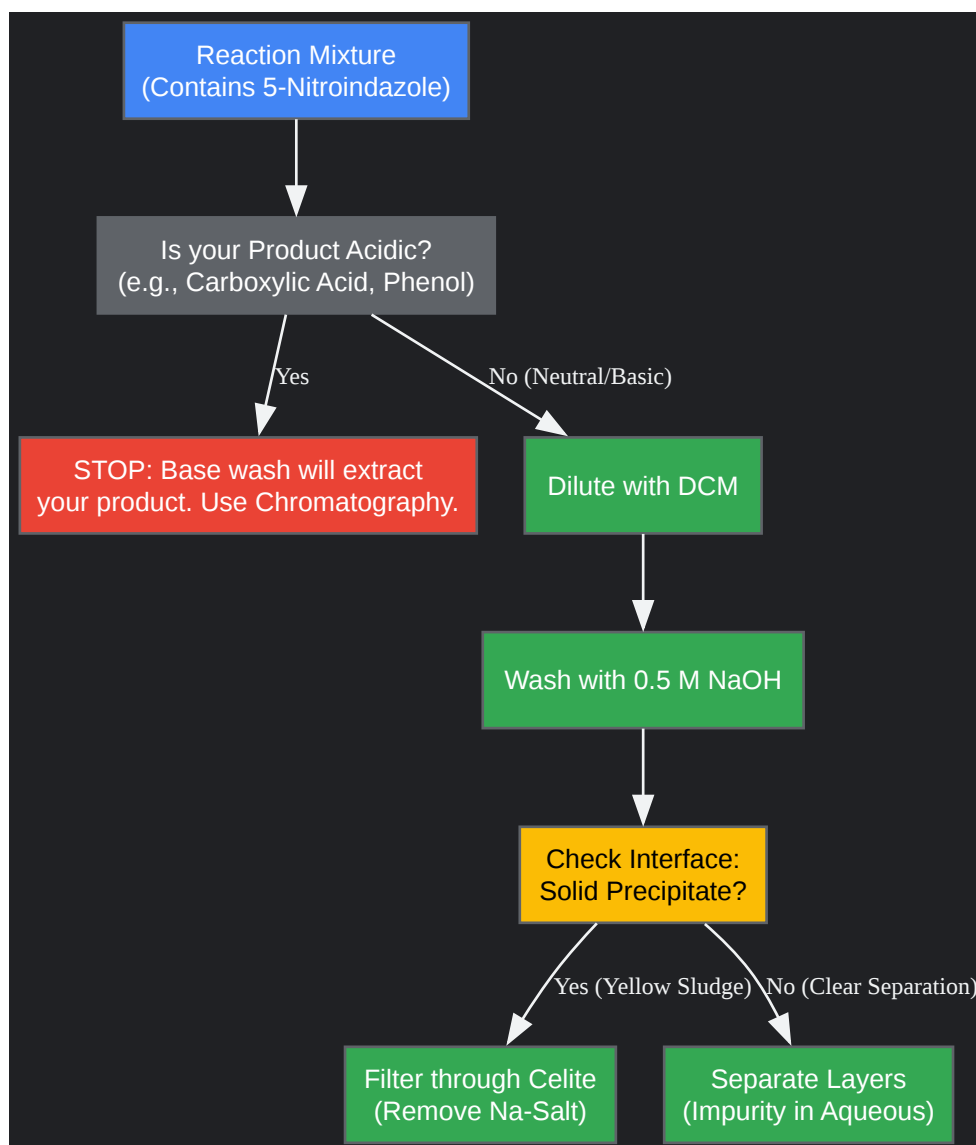 Reaction Mixture
(Contains 5-Nitroindazole)
Is your Product Acidic?
(e.g., Carboxylic Acid, Phenol)
Yes
No (Neutral/Basic)
STOP: Base wash will extract
your product. Use Chromatography.
Dilute with DCM
Wash with 0.5 M NaOH
Check Interface:
Solid Precipitate?
Yes (Yellow Sludge)
No (Clear Separation)
Filter through Celite
(Remove Na-Salt)
Separate Layers
(Impurity in Aqueous)